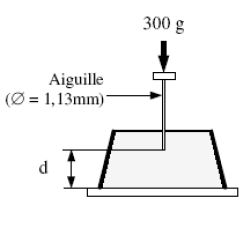 300 g
Aiguille
(Ø = 1,13mm)
d